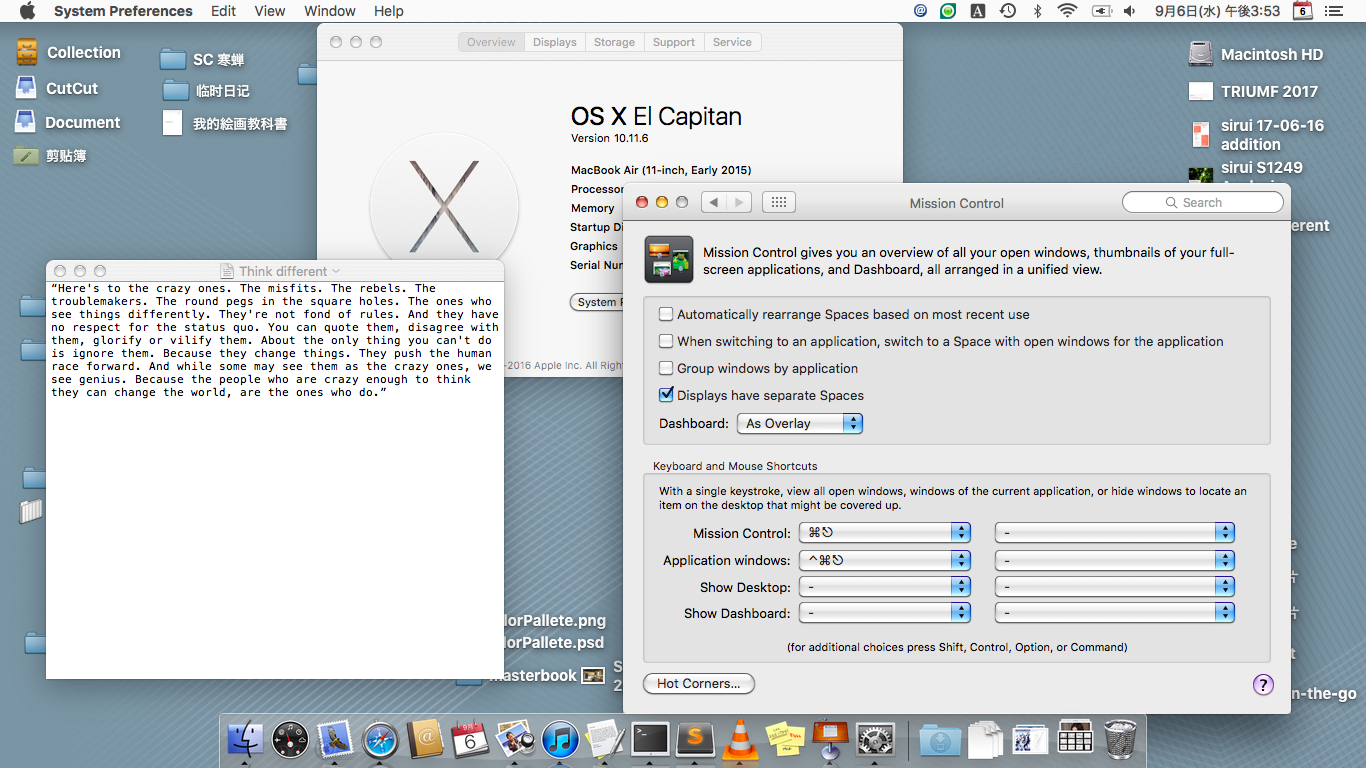 System Preferences Edit View Window Help
A 9月6日(水) 午後3:53 6
Collection
CutCut
Document
剪貼簿
SC 寒蝉
临时日记
我的絵画教科書
Macintosh HD
TRIUMF 2017
sirui 17-06-16
addition
sirui S1249
Overview Displays Storage Support Service
OS X El Capitan
Version 10.11.6
MacBook Air (11-inch, Early 2015)
Processor
Memory
Startup Di
Graphics
Serial Num
System R
-2016 Apple Inc. All Right
Think different
“Here's to the crazy ones. The misfits. The rebels. The
troublemakers. The round pegs in the square holes. The ones who
see things differently. They're not fond of rules. And they have
no respect for the status quo. You can quote them, disagree with
them, glorify or vilify them. About the only thing you can't do
is ignore them. Because they change things. They push the human
race forward. And while some may see them as the crazy ones, we
see genius. Because the people who are crazy enough to think
they can change the world, are the ones who do.”
Mission Control
Search
Mission Control gives you an overview of all your open windows, thumbnails of your full-
screen applications, and Dashboard, all arranged in a unified view.
Automatically rearrange Spaces based on most recent use
When switching to an application, switch to a Space with open windows for the application
Group windows by application
Displays have separate Spaces
Dashboard: As Overlay
Keyboard and Mouse Shortcuts
With a single keystroke, view all open windows, windows of the current application, or hide windows to locate an
item on the desktop that might be covered up.
Mission Control: ⌘⎋ -
Application windows: ^⌘⎋ -
Show Desktop: - -
Show Dashboard: - -
(for additional choices press Shift, Control, Option, or Command)
Hot Corners... ?
erent
e
片
片
t
n-the-go
lorPallete.png
lorPallete.psd
masterbook S
2
6